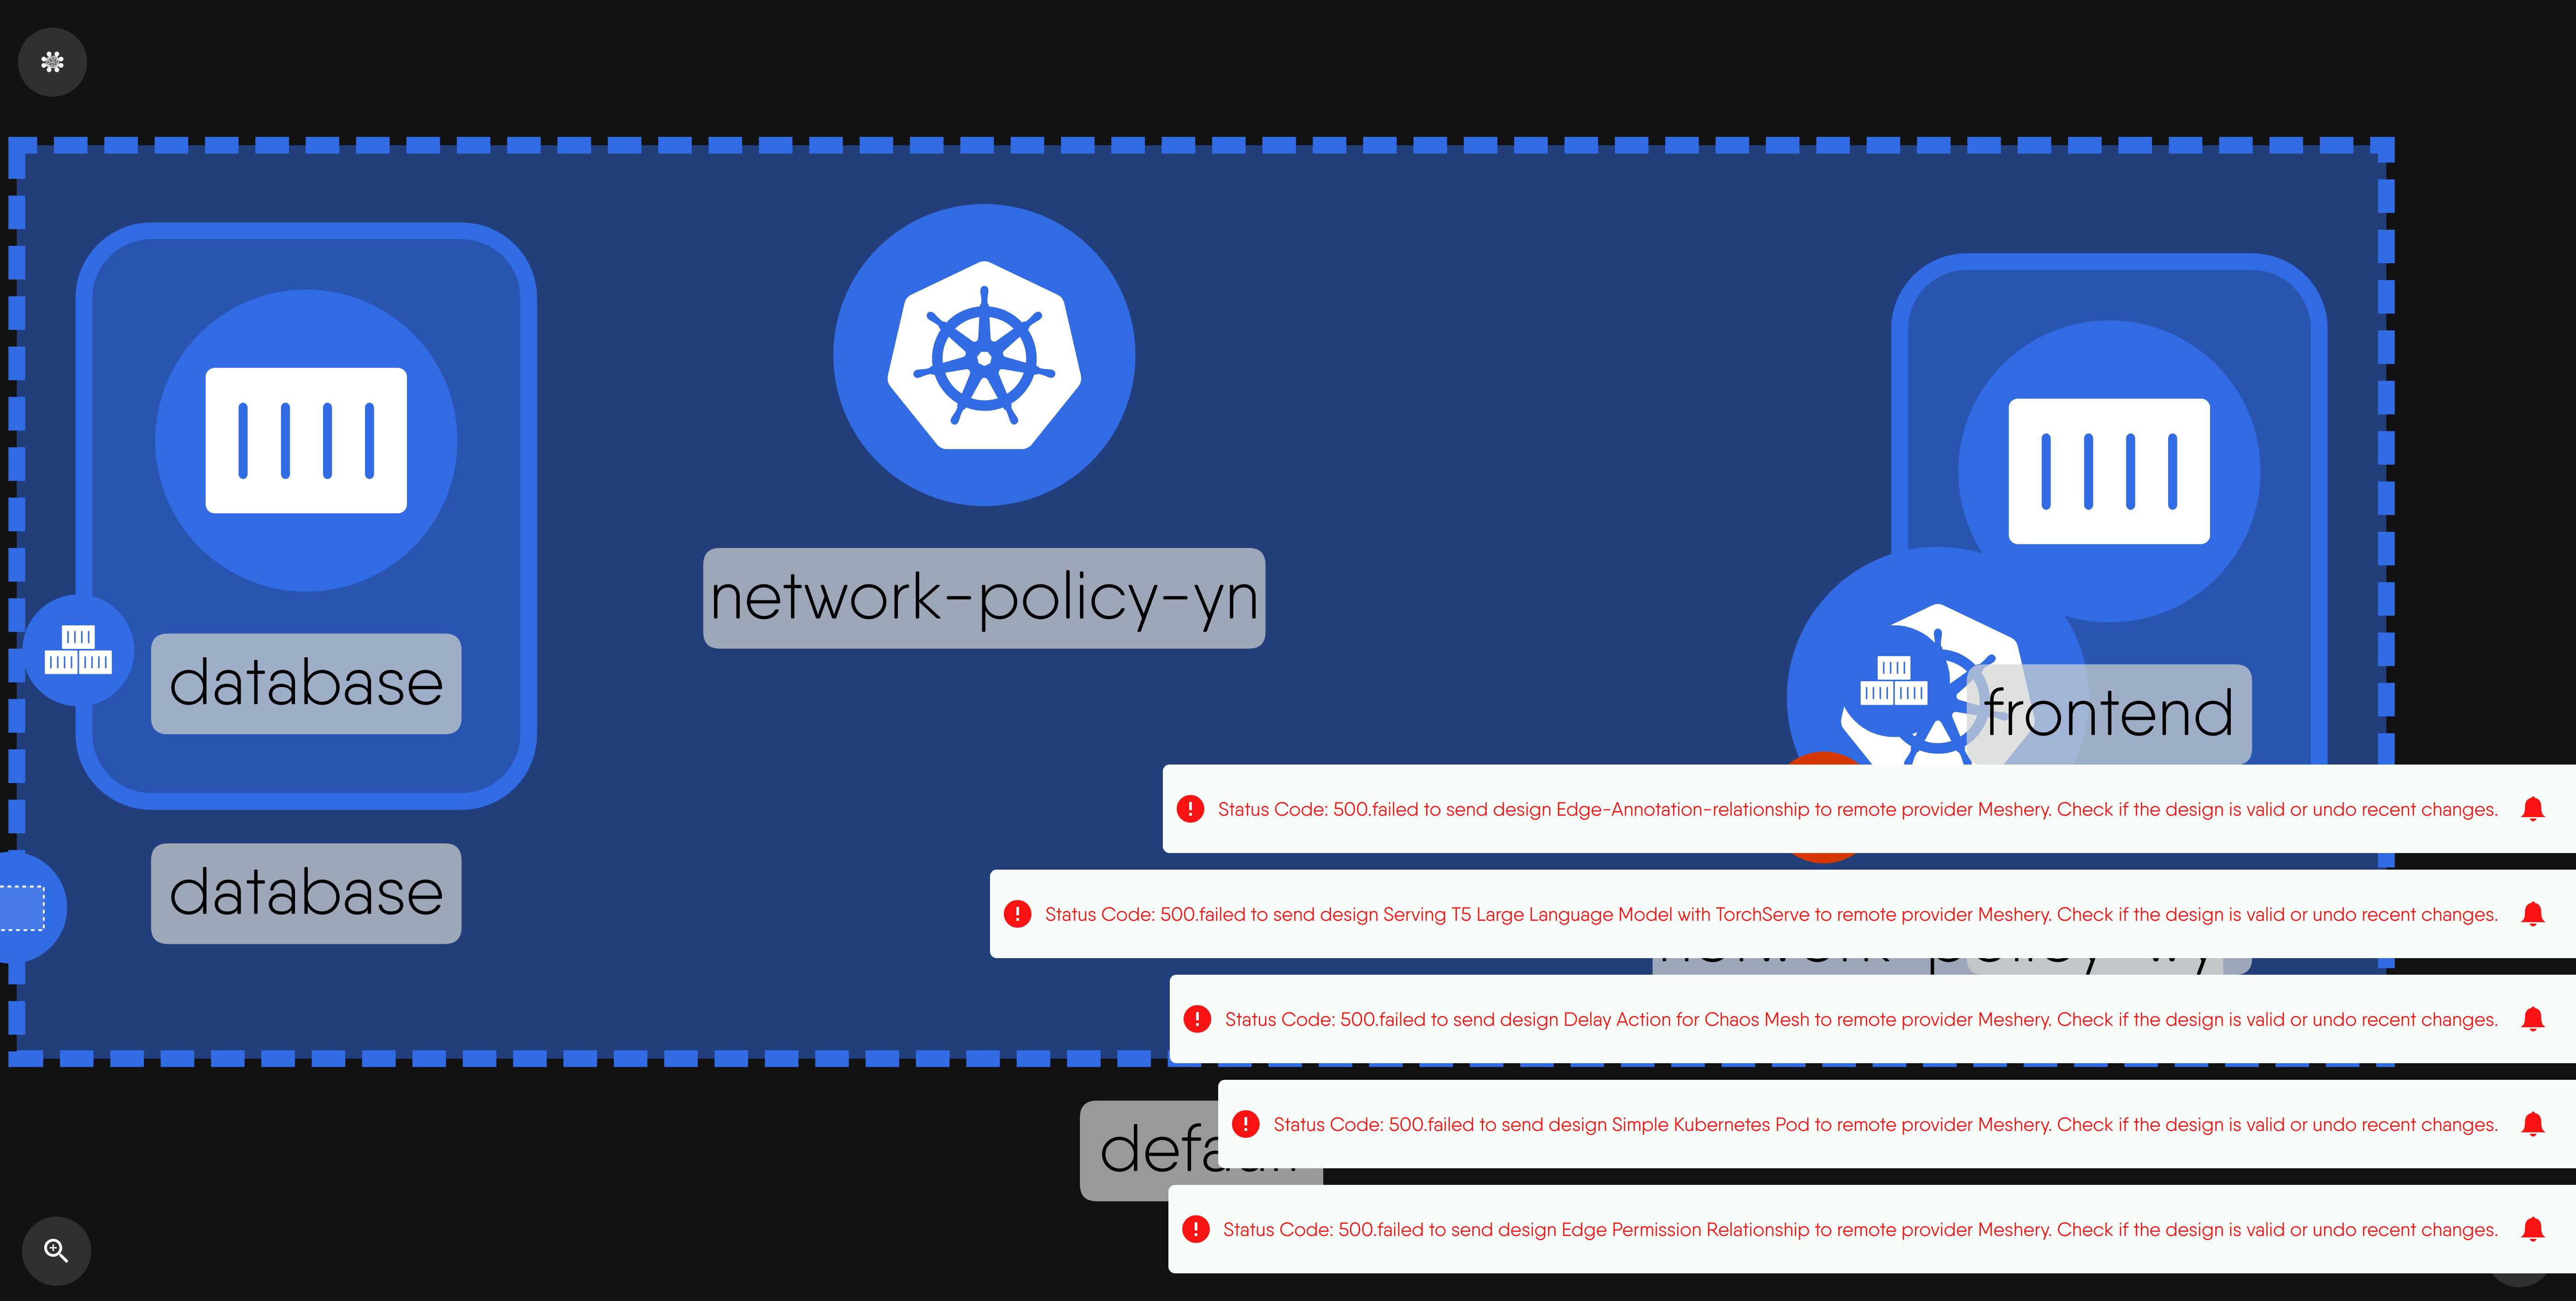 network-policy-yn
database
frontend
Status Code: 500.failed to send design Edge-Annotation-relationship to remote provider Meshery. Check if the design is valid or undo recent changes.
database
Status Code: 500.failed to send design Serving T5 Large Language Model with TorchServe to remote provider Meshery. Check if the design is valid or undo recent changes.
Status Code: 500.failed to send design Delay Action for Chaos Mesh to remote provider Meshery. Check if the design is valid or undo recent changes.
Status Code: 500.failed to send design Simple Kubernetes Pod to remote provider Meshery. Check if the design is valid or undo recent changes.
Status Code: 500.failed to send design Edge Permission Relationship to remote provider Meshery. Check if the design is valid or undo recent changes.